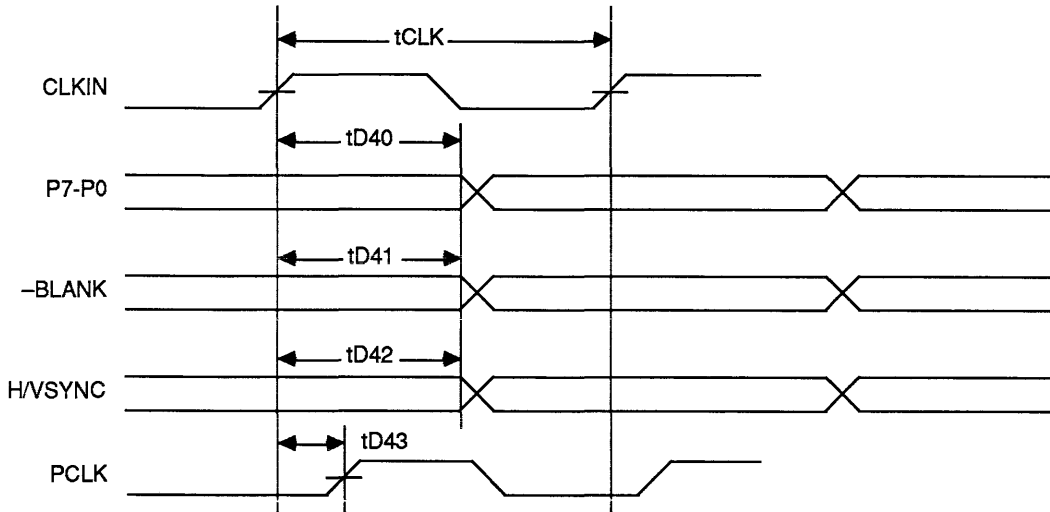 tCLK
CLKIN
tD40
P7-P0
tD41
–BLANK
tD42
H/VSYNC
tD43
PCLK